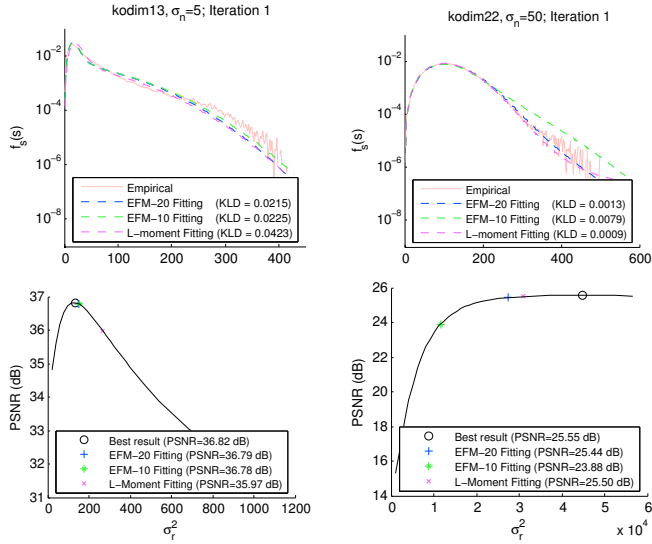 kodim13, σn=5; Iteration 1
fs(s)
10^−2
10^−4
10^−6
10^−8
Empirical
EFM−20 Fitting (KLD = 0.0215)
EFM−10 Fitting (KLD = 0.0225)
L−moment Fitting (KLD = 0.0423)
0 100 200 300 400
kodim22, σn=50; Iteration 1
fs(s)
10^−2
10^−4
10^−6
10^−8
Empirical
EFM−20 Fitting (KLD = 0.0013)
EFM−10 Fitting (KLD = 0.0079)
L−moment Fitting (KLD = 0.0009)
0 200 400 600
PSNR (dB)
37
36
35
34
33
32
31
Best result (PSNR=36.82 dB)
EFM−20 Fitting (PSNR=36.79 dB)
EFM−10 Fitting (PSNR=36.78 dB)
L−Moment Fitting (PSNR=35.97 dB)
0 200 400 600 800 1000 1200
σr^2
PSNR (dB)
26
24
22
20
18
16
14
Best result (PSNR=25.55 dB)
EFM−20 Fitting (PSNR=25.44 dB)
EFM−10 Fitting (PSNR=23.88 dB)
L−Moment Fitting (PSNR=25.50 dB)
0 1 2 3 4 5 6
x 10^4
σr^2